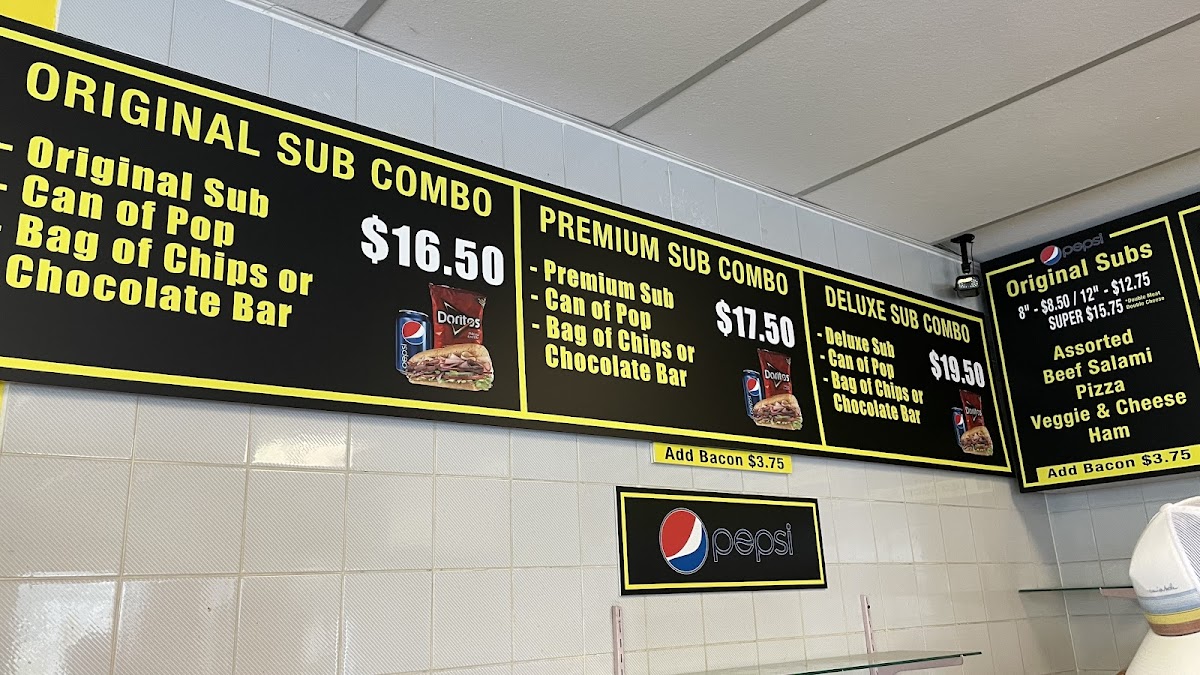 ORIGINAL SUB COMBO
- Original Sub
- Can of Pop
- Bag of Chips or
Chocolate Bar
$16.50
Doritos
pepsi
PREMIUM SUB COMBO
- Premium Sub
- Can of Pop
- Bag of Chips or
Chocolate Bar
$17.50
Doritos
pepsi
DELUXE SUB COMBO
- Deluxe Sub
- Can of Pop
- Bag of Chips or
Chocolate Bar
$19.50
Doritos
Add Bacon $3.75
pepsi
pepsi
Original Subs
8" - $8.50 / 12" - $12.75
SUPER $15.75 *Double Meat
Double Cheese
Assorted
Beef Salami
Pizza
Veggie & Cheese
Ham
Add Bacon $3.75